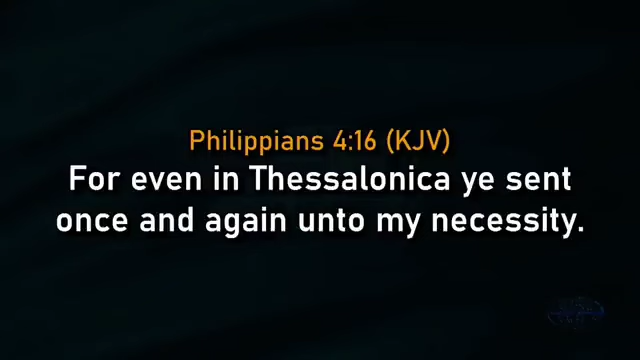 Philippians 4:16 (KJV)
For even in Thessalonica ye sent
once and again unto my necessity.